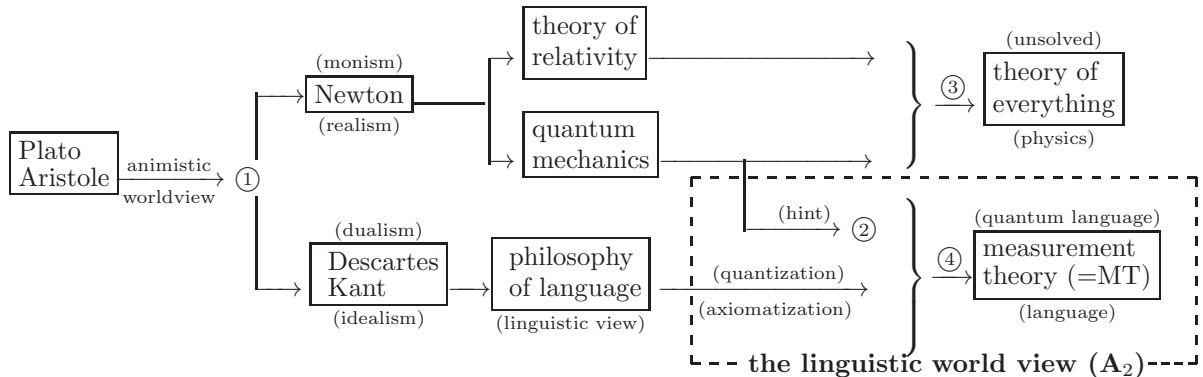 Plato
Aristole
animistic
worldview
①
(monism)
Newton
(realism)
theory of
relativity
quantum
mechanics
③
(unsolved)
theory of
everything
(physics)
(dualism)
Descartes
Kant
(idealism)
philosophy
of language
(linguistic view)
(hint)
②
(quantization)
(axiomatization)
④
(quantum language)
measurement
theory (=MT)
(language)
the linguistic world view (A₂)